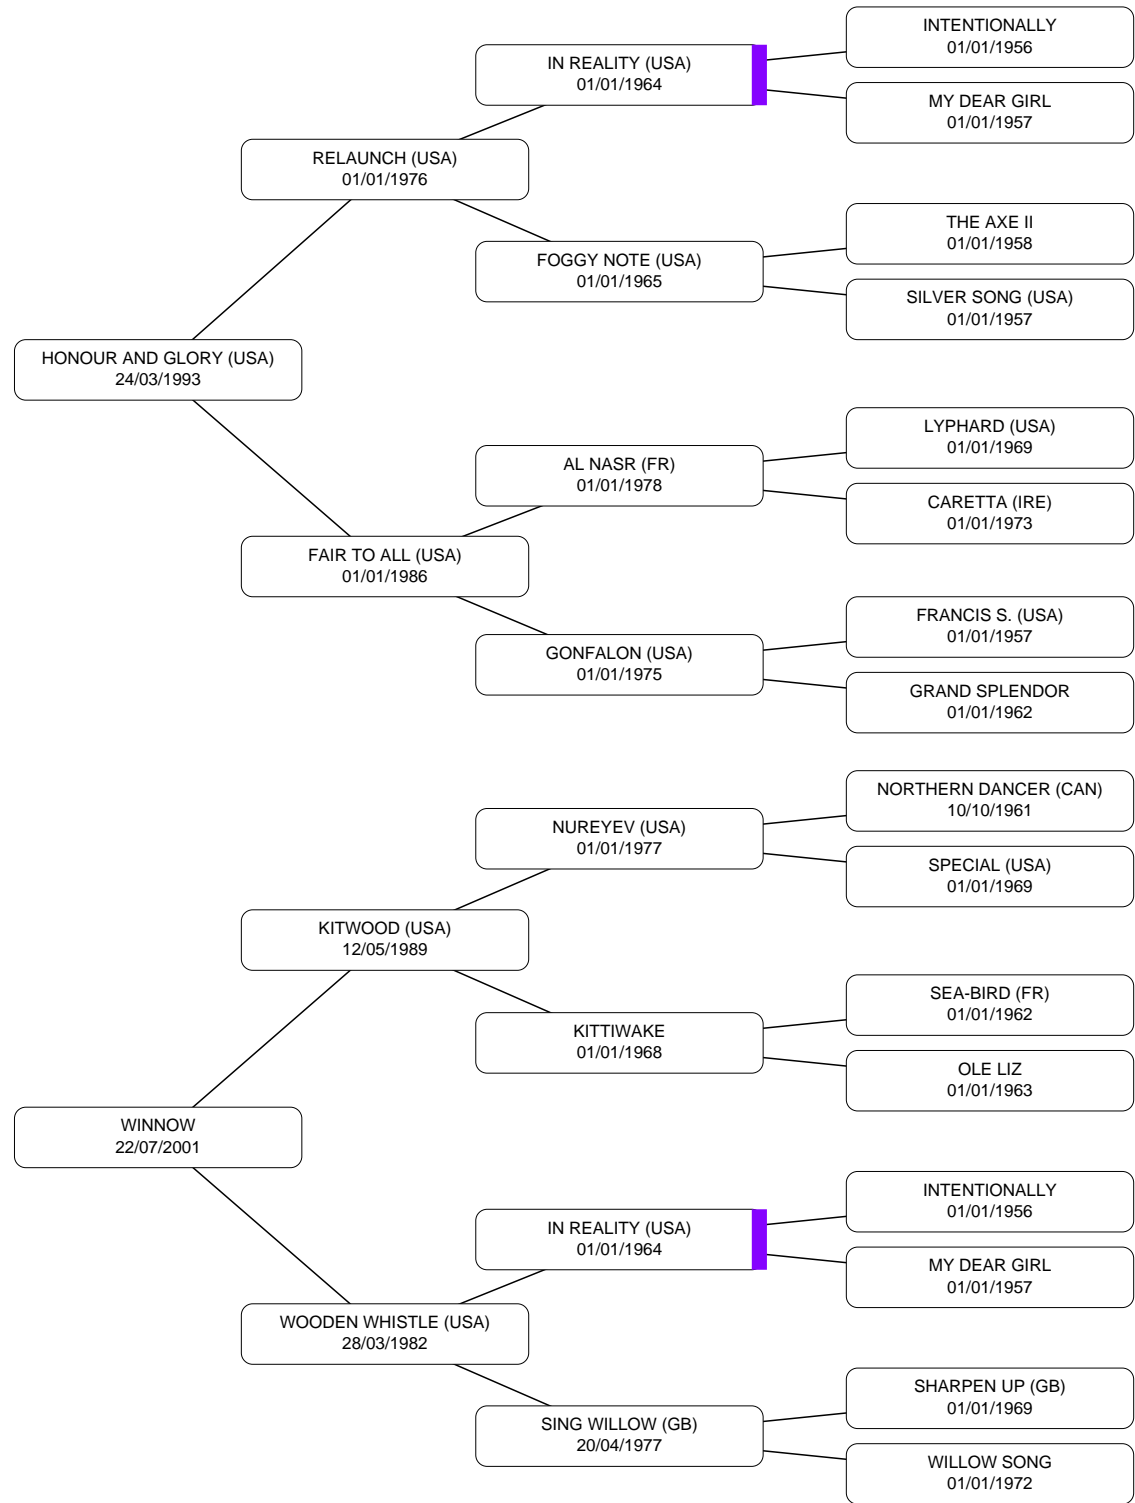 INTENTIONALLY
01/01/1956
IN REALITY (USA)
01/01/1964
MY DEAR GIRL
01/01/1957
RELAUNCH (USA)
01/01/1976
THE AXE II
01/01/1958
FOGGY NOTE (USA)
01/01/1965
SILVER SONG (USA)
01/01/1957
HONOUR AND GLORY (USA)
24/03/1993
LYPHARD (USA)
01/01/1969
AL NASR (FR)
01/01/1978
CARETTA (IRE)
01/01/1973
FAIR TO ALL (USA)
01/01/1986
FRANCIS S. (USA)
01/01/1957
GONFALON (USA)
01/01/1975
GRAND SPLENDOR
01/01/1962
NORTHERN DANCER (CAN)
10/10/1961
NUREYEV (USA)
01/01/1977
SPECIAL (USA)
01/01/1969
KITWOOD (USA)
12/05/1989
SEA-BIRD (FR)
01/01/1962
KITTIWAKE
01/01/1968
OLE LIZ
01/01/1963
WINNOW
22/07/2001
INTENTIONALLY
01/01/1956
IN REALITY (USA)
01/01/1964
MY DEAR GIRL
01/01/1957
WOODEN WHISTLE (USA)
28/03/1982
SHARPEN UP (GB)
01/01/1969
SING WILLOW (GB)
20/04/1977
WILLOW SONG
01/01/1972